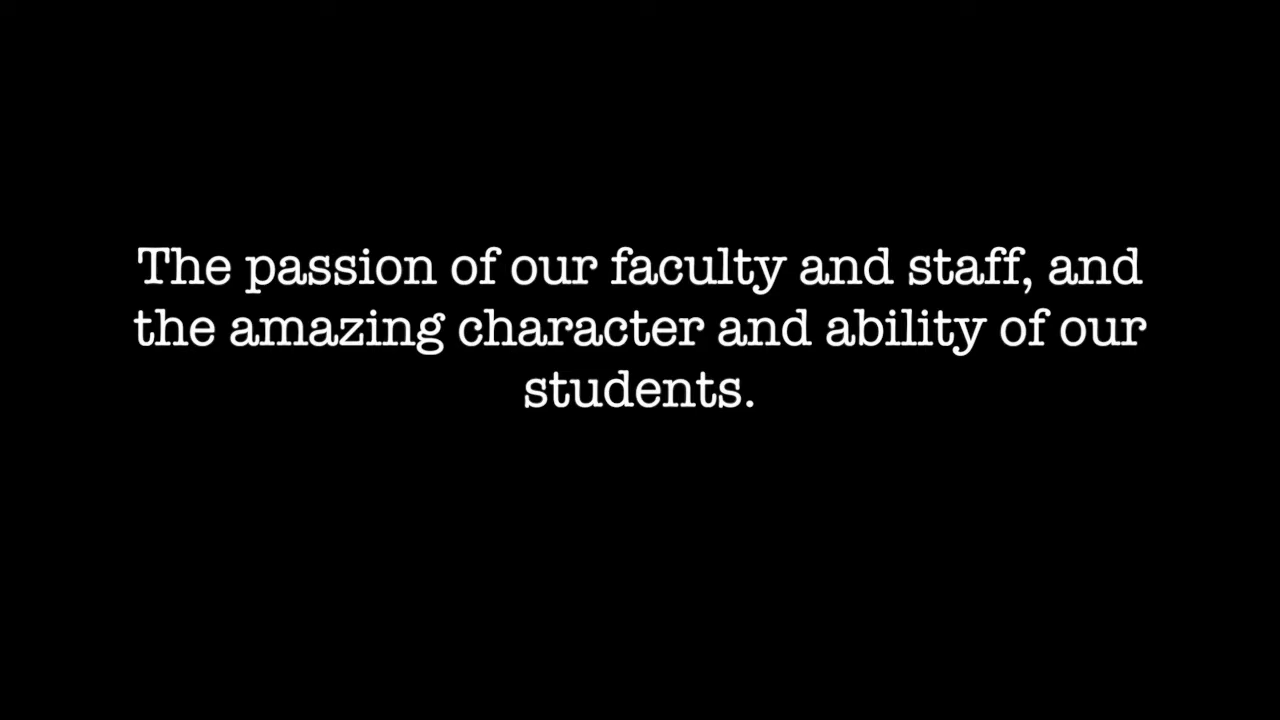 The passion of our faculty and staff, and
the amazing character and ability of our
students.